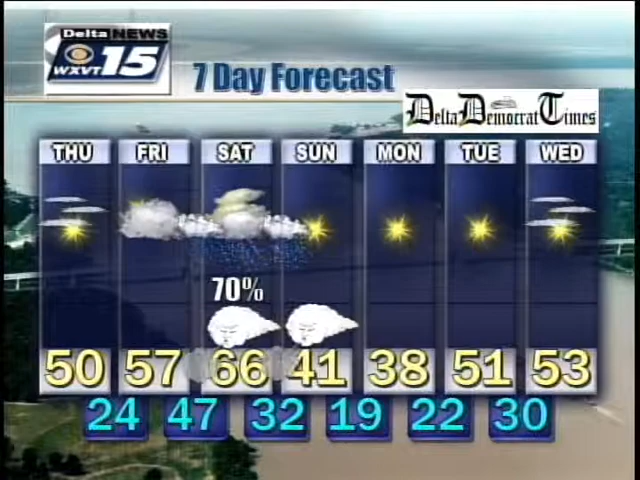 Delta NEWS
WXVT 15
7 Day Forecast
Delta Democrat Times
THU FRI SAT SUN MON TUE WED
70%
50 57 66 41 38 51 53
24 47 32 19 22 30